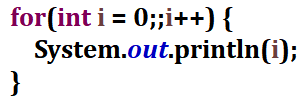 for(int i = 0;;i++) {
System.out.println(i);
}